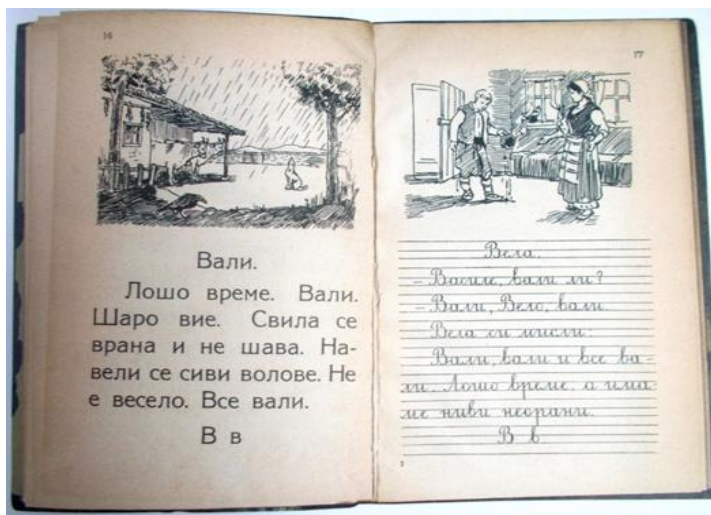 16
Вали.
Лошо време. Вали.
Шаро вие. Свила се
врана и не шава. На-
вели се сиви волове. Не
е весело. Все вали.
В в
17
Вела.
– Василе, вали ли?
– Вали, Вело, вали.
Вела си мисли:
Вали, вали и все ва-
ли. Лошо време, а има-
ме ниви неорани.
В в